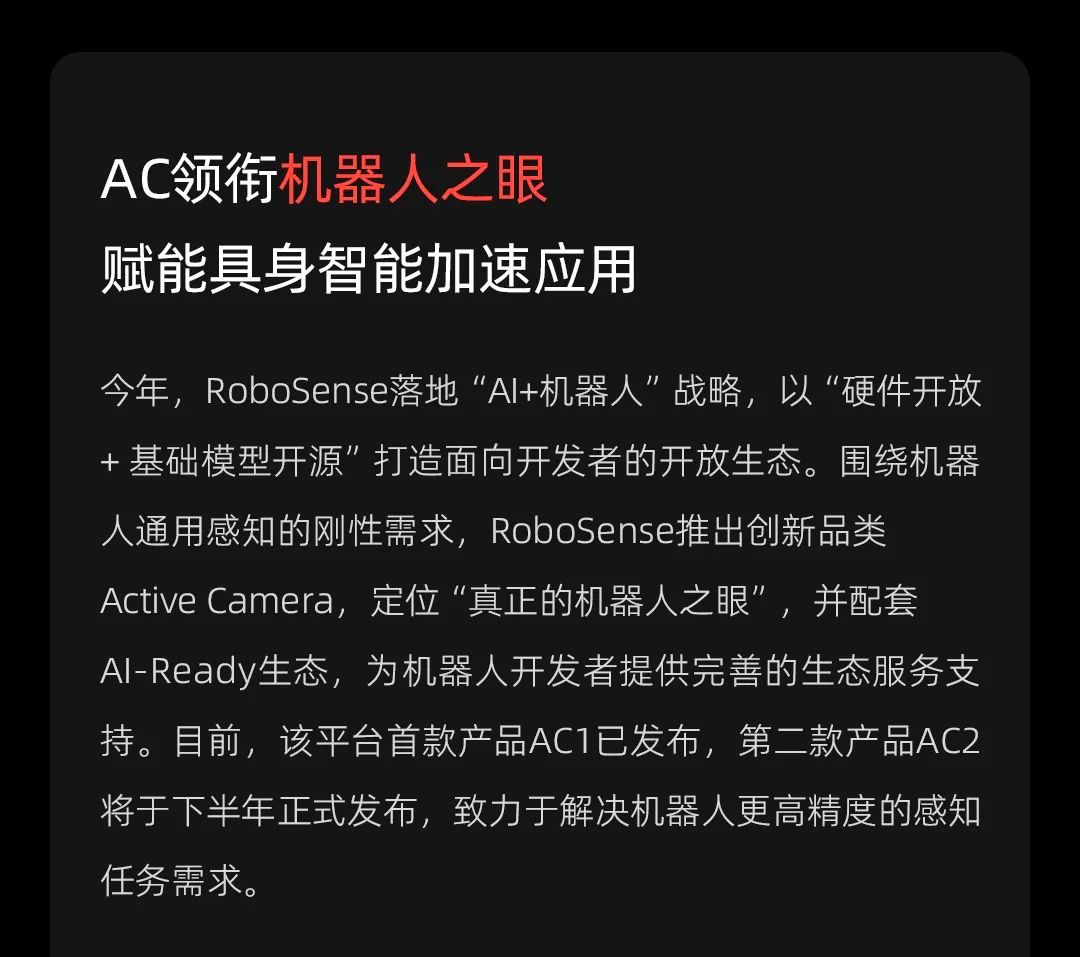 AC领衔机器人之眼
赋能具身智能加速应用
今年，RoboSense落地“AI+机器人”战略，以“硬件开放
+ 基础模型开源”打造面向开发者的开放生态。围绕机器
人通用感知的刚性需求，RoboSense推出创新品类
Active Camera，定位“真正的机器人之眼”，并配套
AI-Ready生态，为机器人开发者提供完善的生态服务支
持。目前，该平台首款产品AC1已发布，第二款产品AC2
将于下半年正式发布，致力于解决机器人更高精度的感知
任务需求。